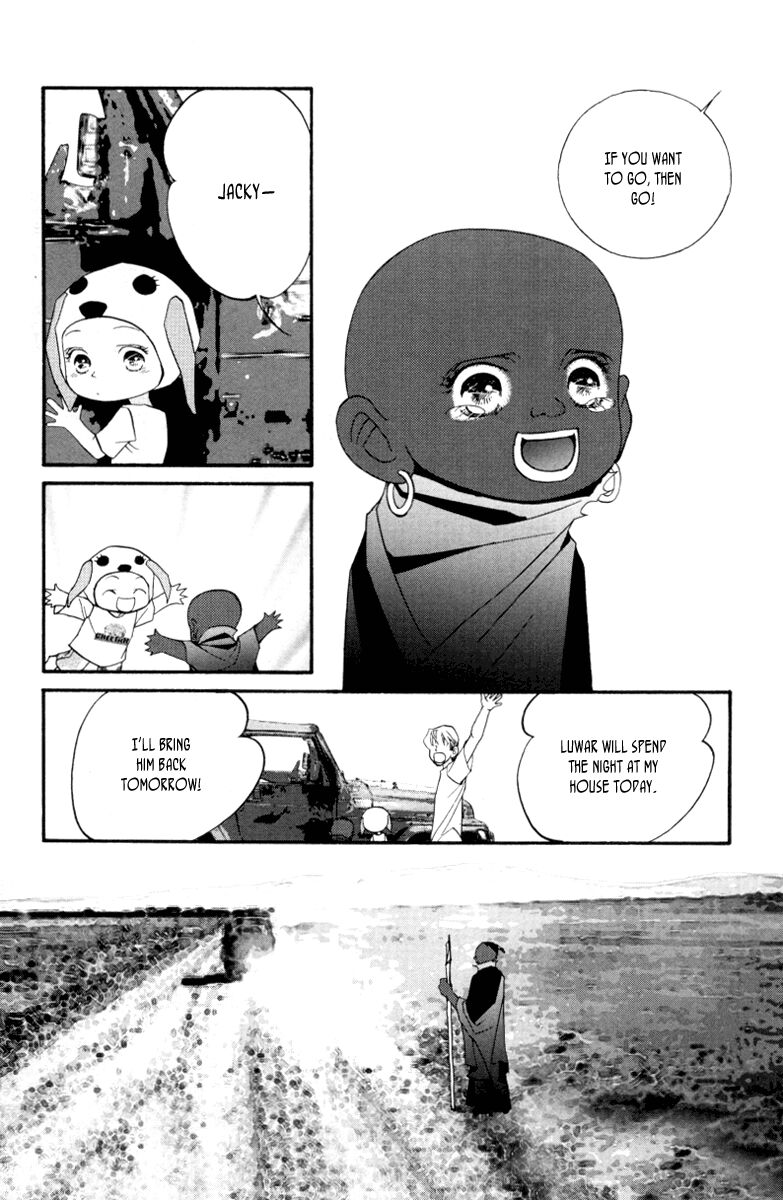 IF YOU WANT
TO GO, THEN
GO!
JACKY—
LUWAR WILL SPEND
THE NIGHT AT MY
HOUSE TODAY.
I'LL BRING
HIM BACK
TOMORROW!